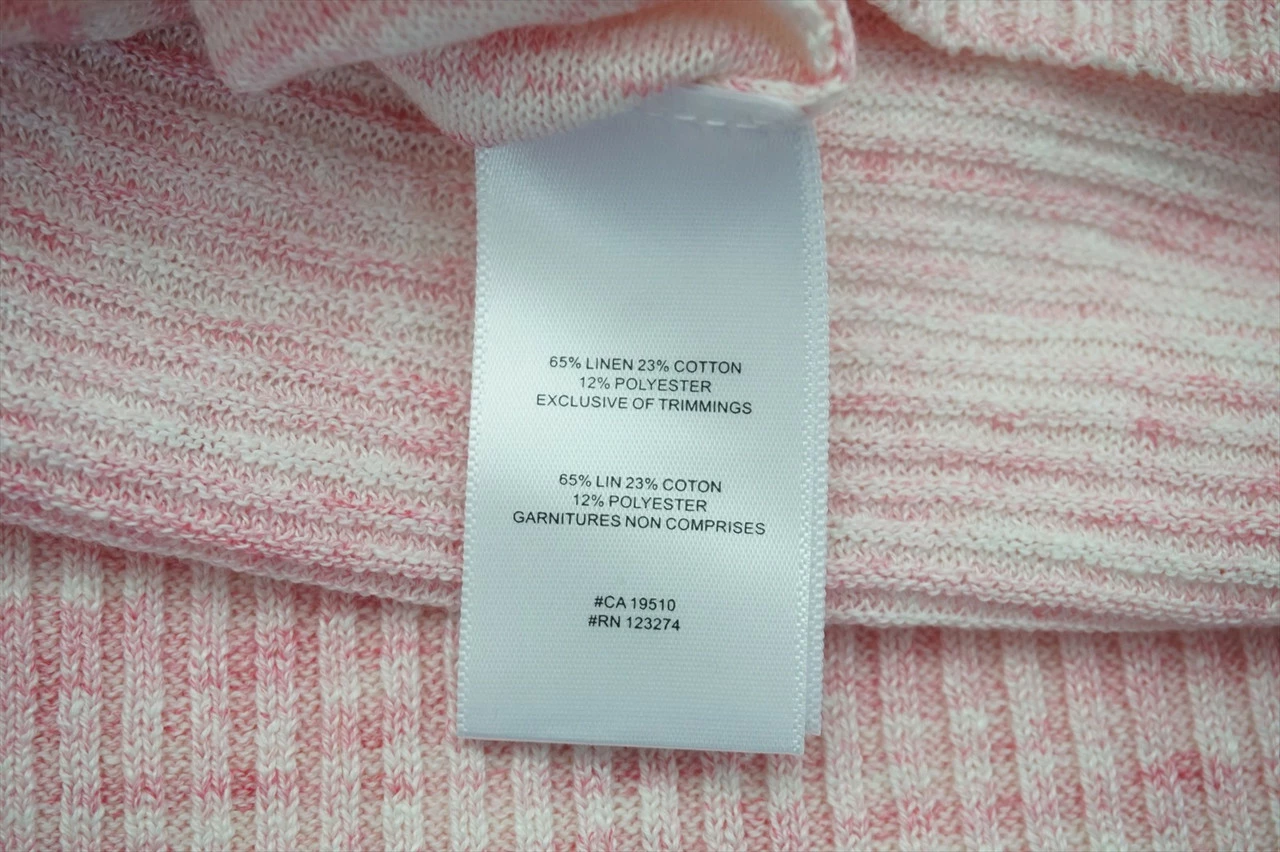 65% LINEN 23% COTTON
12% POLYESTER
EXCLUSIVE OF TRIMMINGS
65% LIN 23% COTON
12% POLYESTER
GARNITURES NON COMPRISES
#CA 19510
#RN 123274